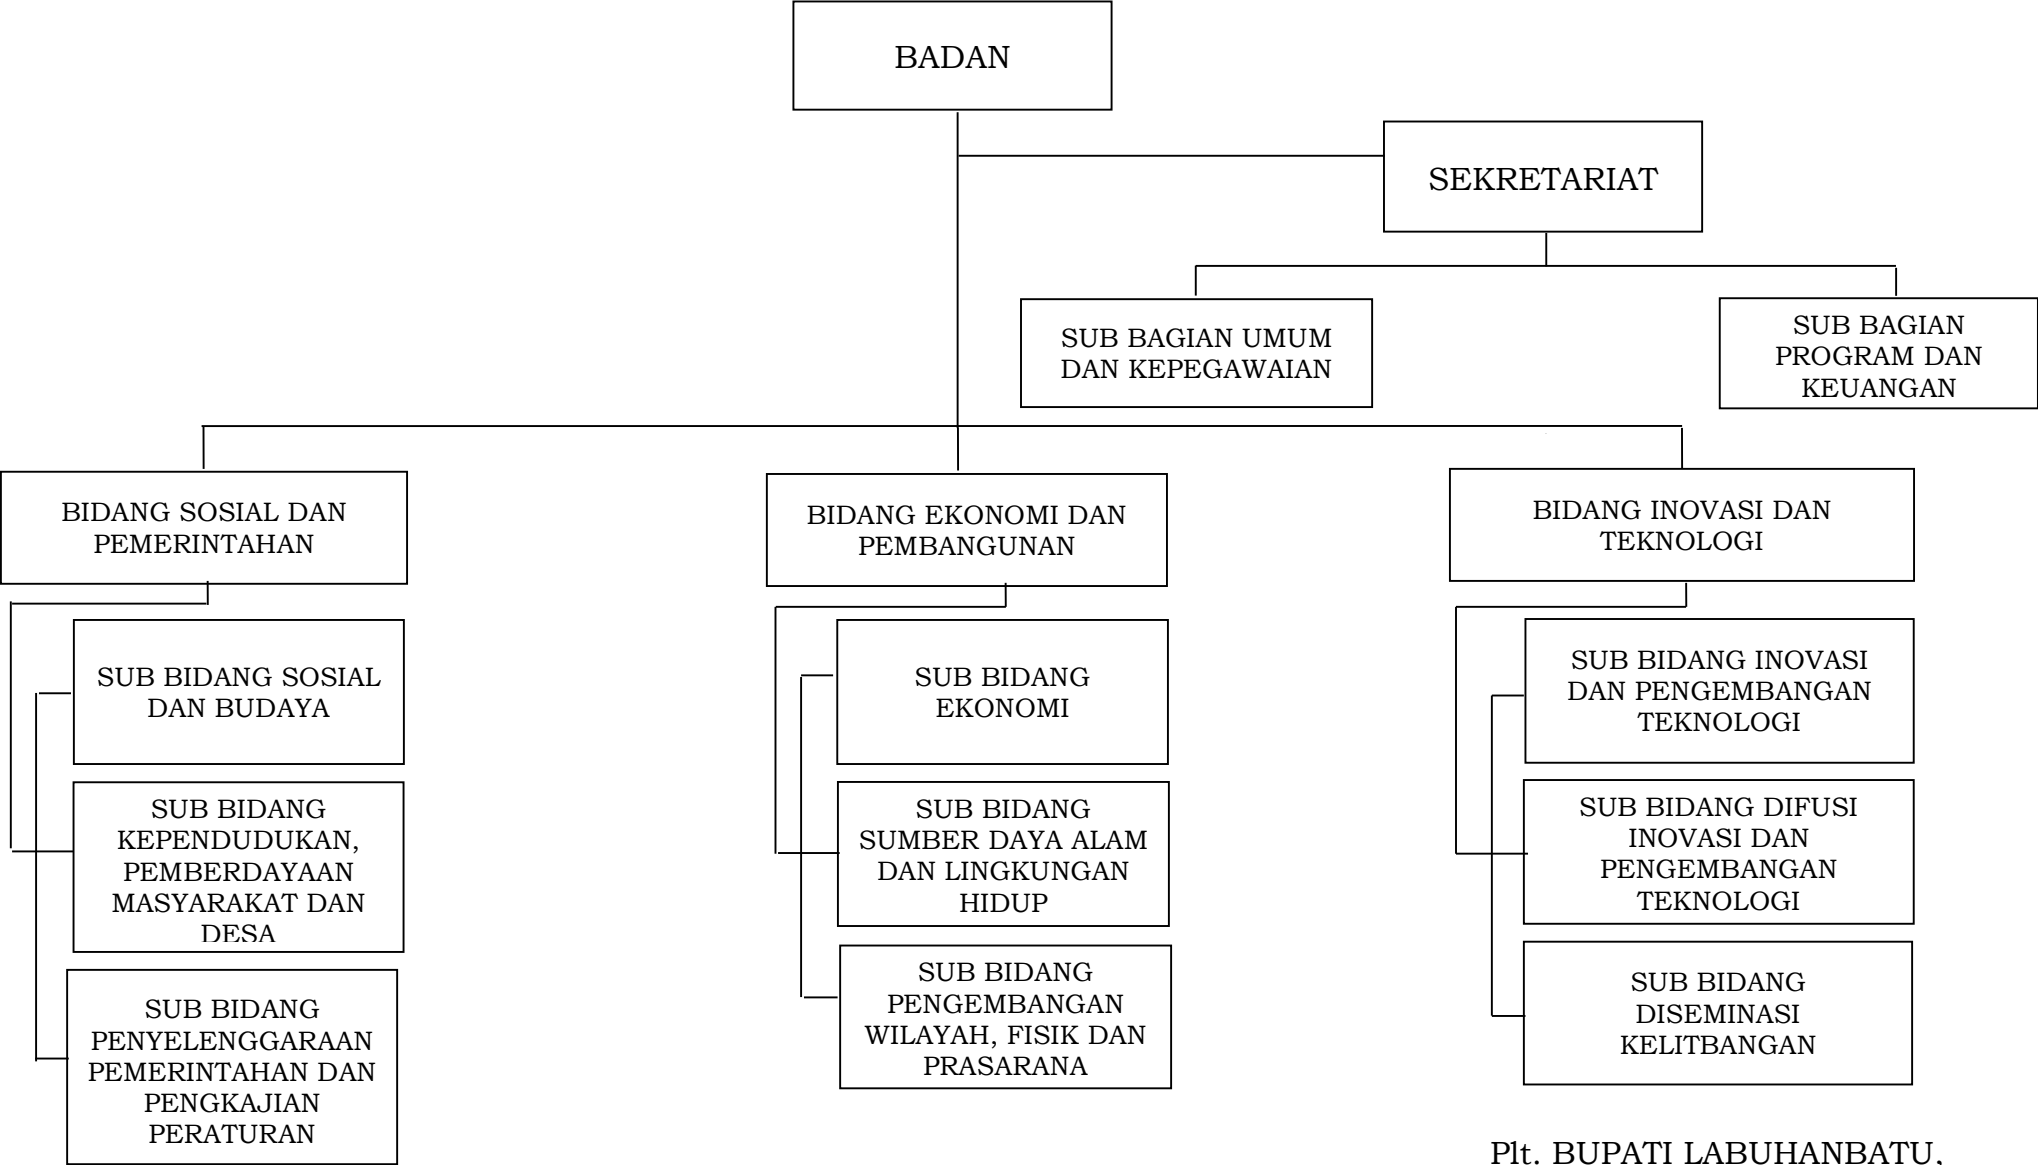 BADAN
SEKRETARIAT
SUB BAGIAN UMUM
DAN KEPEGAWAIAN
SUB BAGIAN
PROGRAM DAN
KEUANGAN
BIDANG SOSIAL DAN
PEMERINTAHAN
BIDANG EKONOMI DAN
PEMBANGUNAN
BIDANG INOVASI DAN
TEKNOLOGI
SUB BIDANG SOSIAL
DAN BUDAYA
SUB BIDANG
KEPENDUDUKAN,
PEMBERDAYAAN
MASYARAKAT DAN
DESA
SUB BIDANG
PENYELENGGARAAN
PEMERINTAHAN DAN
PENGKAJIAN
PERATURAN
SUB BIDANG
EKONOMI
SUB BIDANG
SUMBER DAYA ALAM
DAN LINGKUNGAN
HIDUP
SUB BIDANG
PENGEMBANGAN
WILAYAH, FISIK DAN
PRASARANA
SUB BIDANG INOVASI
DAN PENGEMBANGAN
TEKNOLOGI
SUB BIDANG DIFUSI
INOVASI DAN
PENGEMBANGAN
TEKNOLOGI
SUB BIDANG
DISEMINASI
KELITBANGAN
Plt. BUPATI LABUHANBATU,